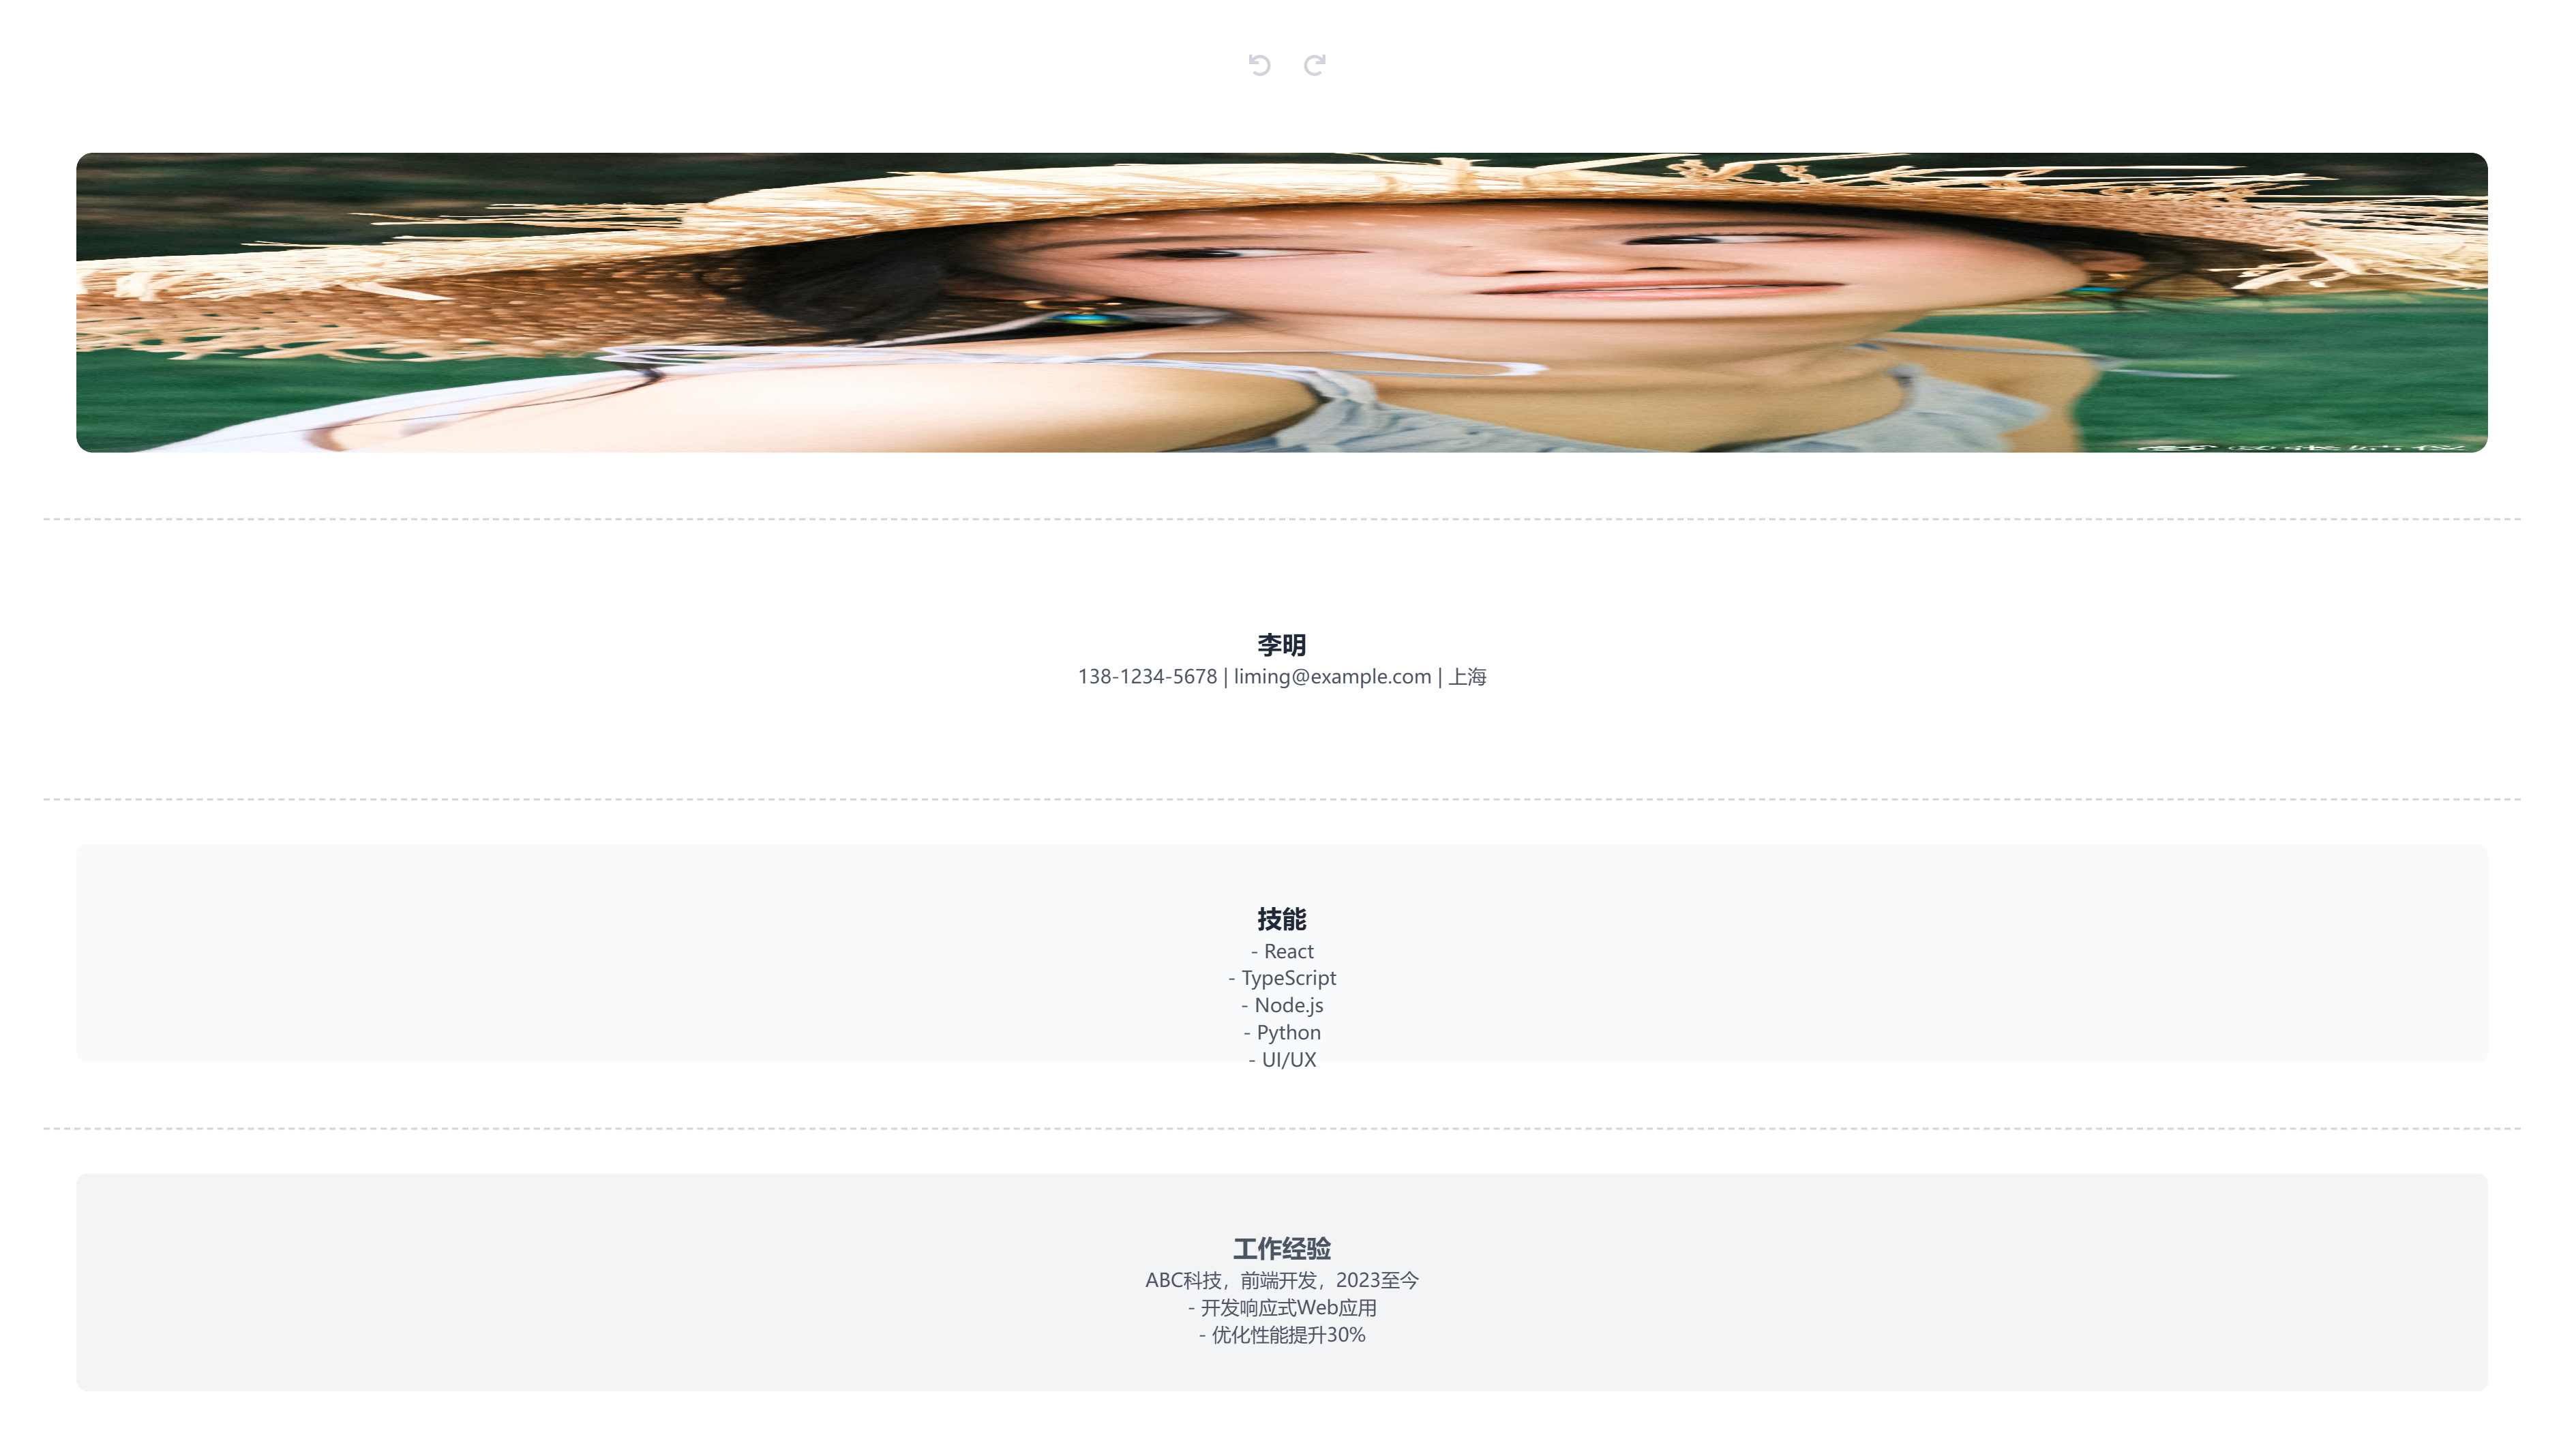 李明
138-1234-5678 | liming@example.com | 上海
技能
- React
- TypeScript
- Node.js
- Python
- UI/UX
工作经验
ABC科技，前端开发，2023至今
- 开发响应式Web应用
- 优化性能提升30%